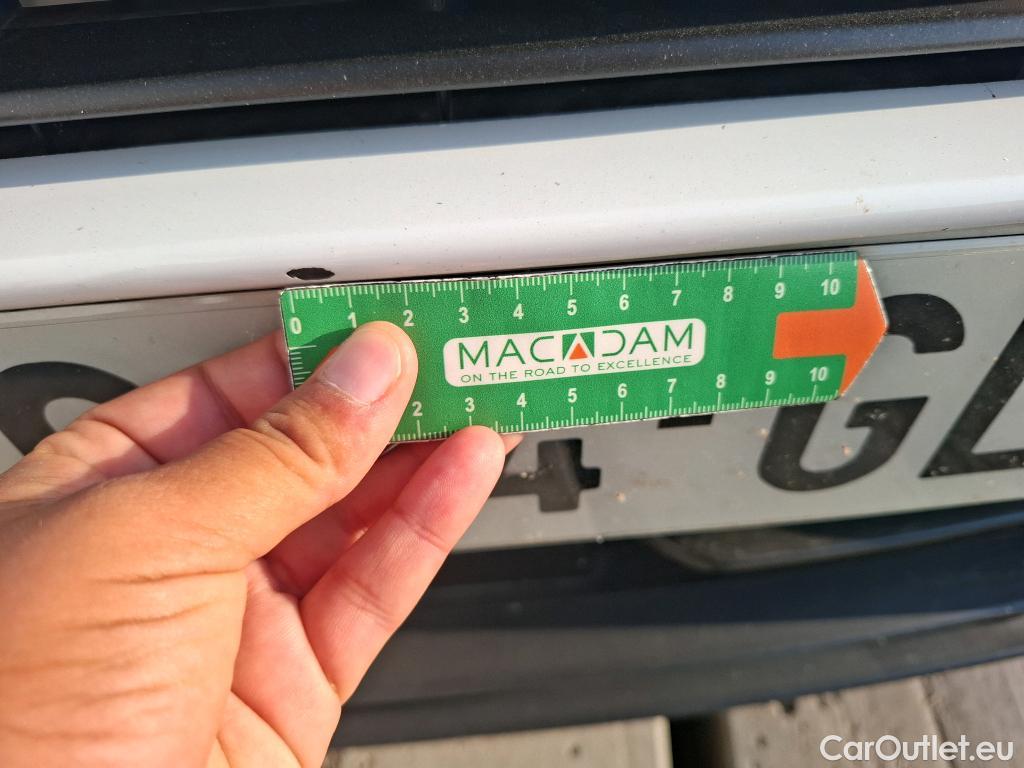 0 1 2 3 4 5 6 7 8 9 10
MACADAM
ON THE ROAD TO EXCELLENCE
2 3 4 5 6 7 8 9 10
4 G
CarOutlet.eu